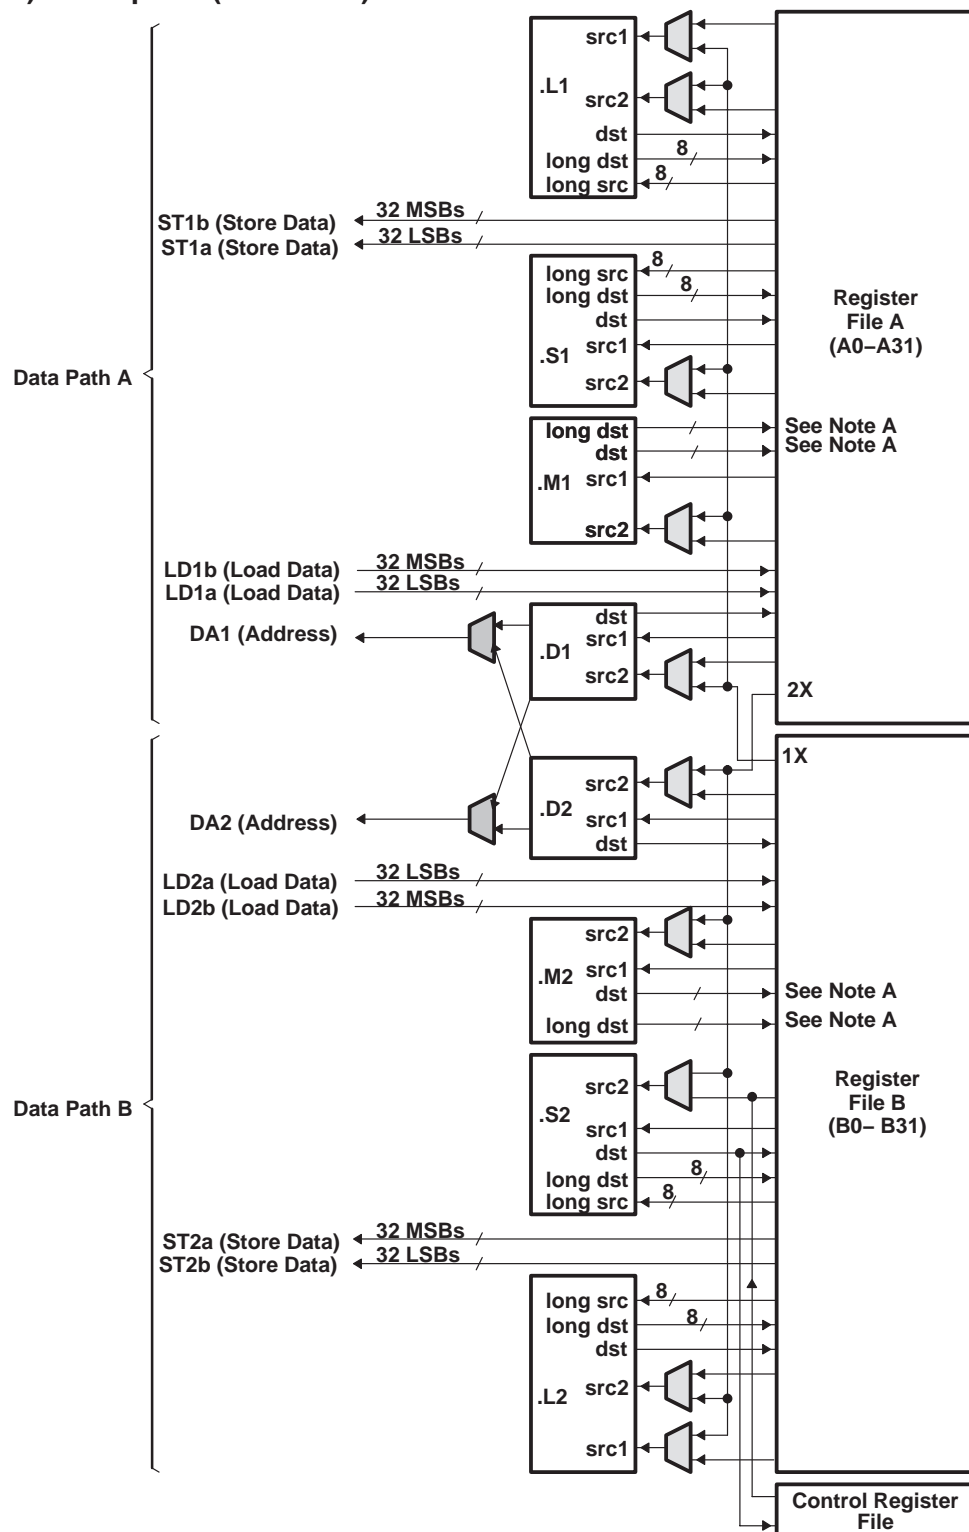 src1
.L1
src2
dst
long dst
8
long src
8
ST1b (Store Data)
32 MSBs
ST1a (Store Data)
32 LSBs
long src
8
long dst
8
dst
.S1
src1
src2
Register
File A
(A0–A31)
Data Path A
long dst
See Note A
dst
See Note A
.M1
src1
src2
LD1b (Load Data)
32 MSBs
LD1a (Load Data)
32 LSBs
DA1 (Address)
dst
src1
.D1
src2
2X
1X
src2
.D2
src1
dst
DA2 (Address)
LD2a (Load Data)
32 LSBs
LD2b (Load Data)
32 MSBs
src2
.M2
src1
dst
See Note A
long dst
See Note A
src2
.S2
src1
dst
long dst
8
long src
8
Register
File B
(B0– B31)
Data Path B
ST2a (Store Data)
32 MSBs
ST2b (Store Data)
32 LSBs
long src
8
long dst
8
dst
.L2
src2
src1
Control Register
File